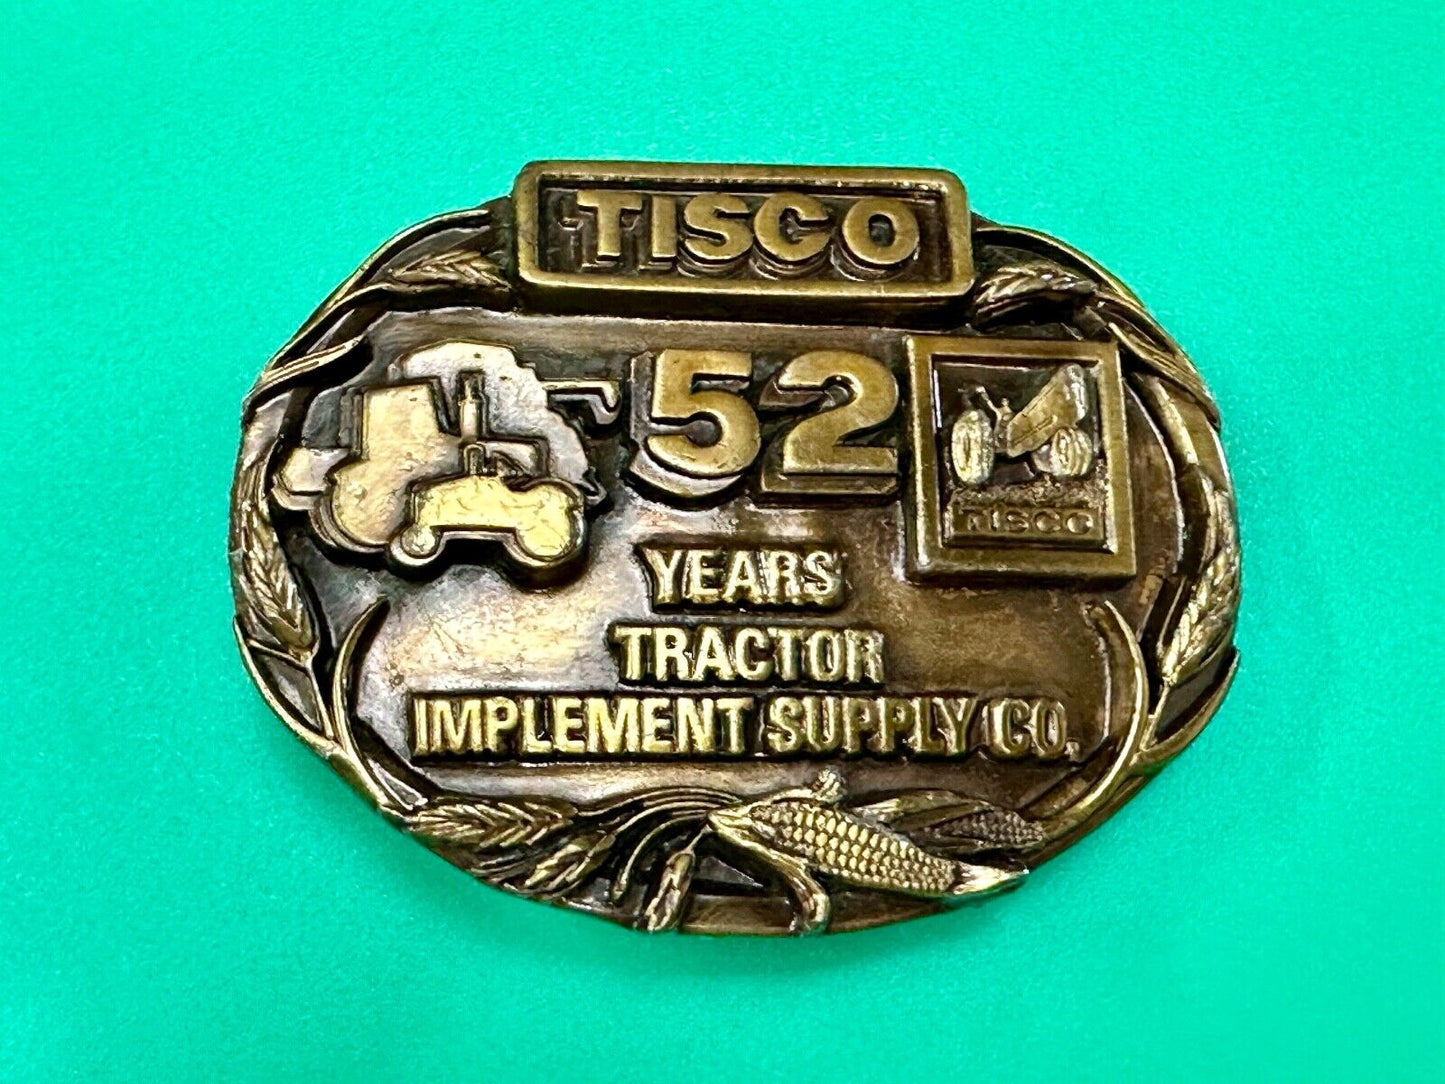 TISCO
52
TISCO
YEARS
TRACTOR
IMPLEMENT SUPPLY CO.